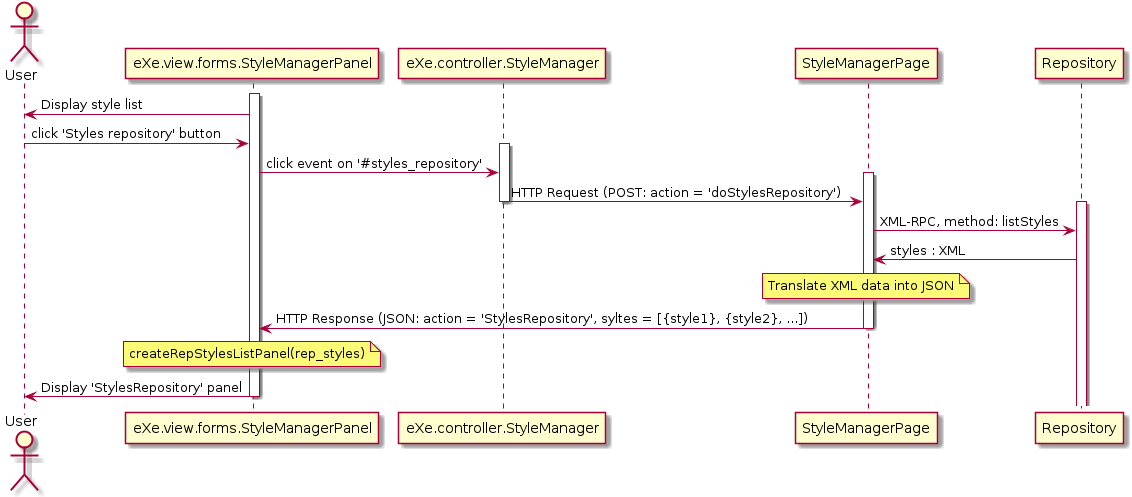 User
eXe.view.forms.StyleManagerPanel
eXe.controller.StyleManager
StyleManagerPage
Repository
Display style list
click 'Styles repository' button
click event on '#styles_repository'
HTTP Request (POST: action = 'doStylesRepository')
XML-RPC, method: listStyles
styles : XML
Translate XML data into JSON
HTTP Response (JSON: action = 'StylesRepository', syltes = [{style1}, {style2}, ...])
createRepStylesListPanel(rep_styles)
Display 'StylesRepository' panel
User
eXe.view.forms.StyleManagerPanel
eXe.controller.StyleManager
StyleManagerPage
Repository